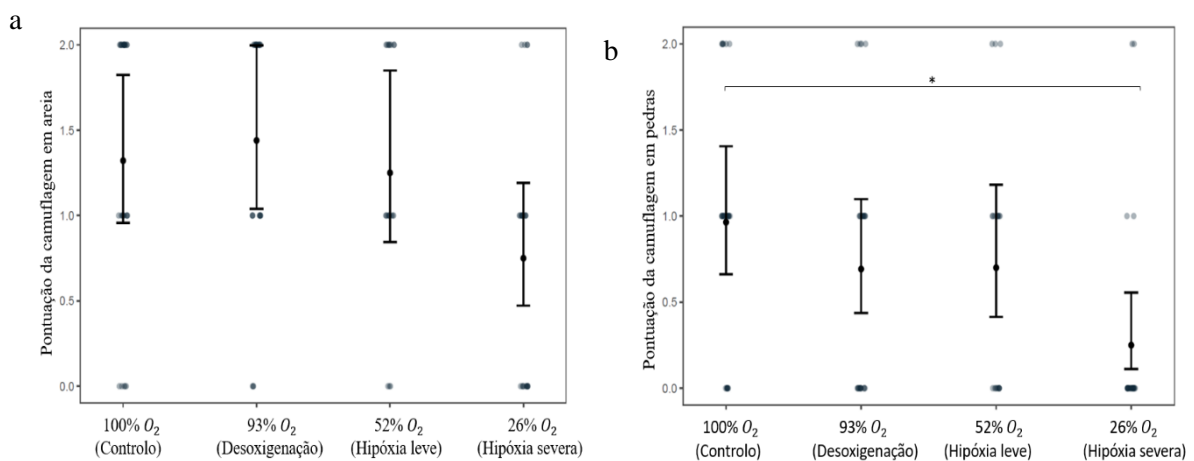 a
Pontuação da camuflagem em areia
2.0
1.5
1.0
0.5
0.0
100% O₂
(Controlo)
93% O₂
(Desoxigenação)
52% O₂
(Hipóxia leve)
26% O₂
(Hipóxia severa)
b
Pontuação da camuflagem em pedras
2.0
1.5
1.0
0.5
0.0
*
100% O₂
(Controlo)
93% O₂
(Desoxigenação)
52% O₂
(Hipóxia leve)
26% O₂
(Hipóxia severa)